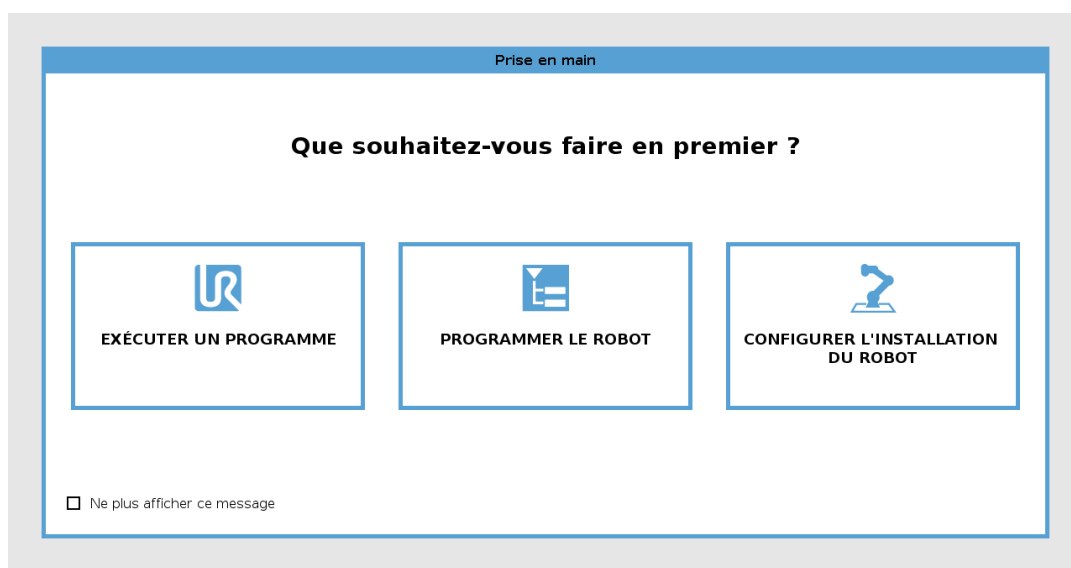 Prise en main
Que souhaitez-vous faire en premier ?
EXÉCUTER UN PROGRAMME
PROGRAMMER LE ROBOT
CONFIGURER L'INSTALLATION
DU ROBOT
Ne plus afficher ce message